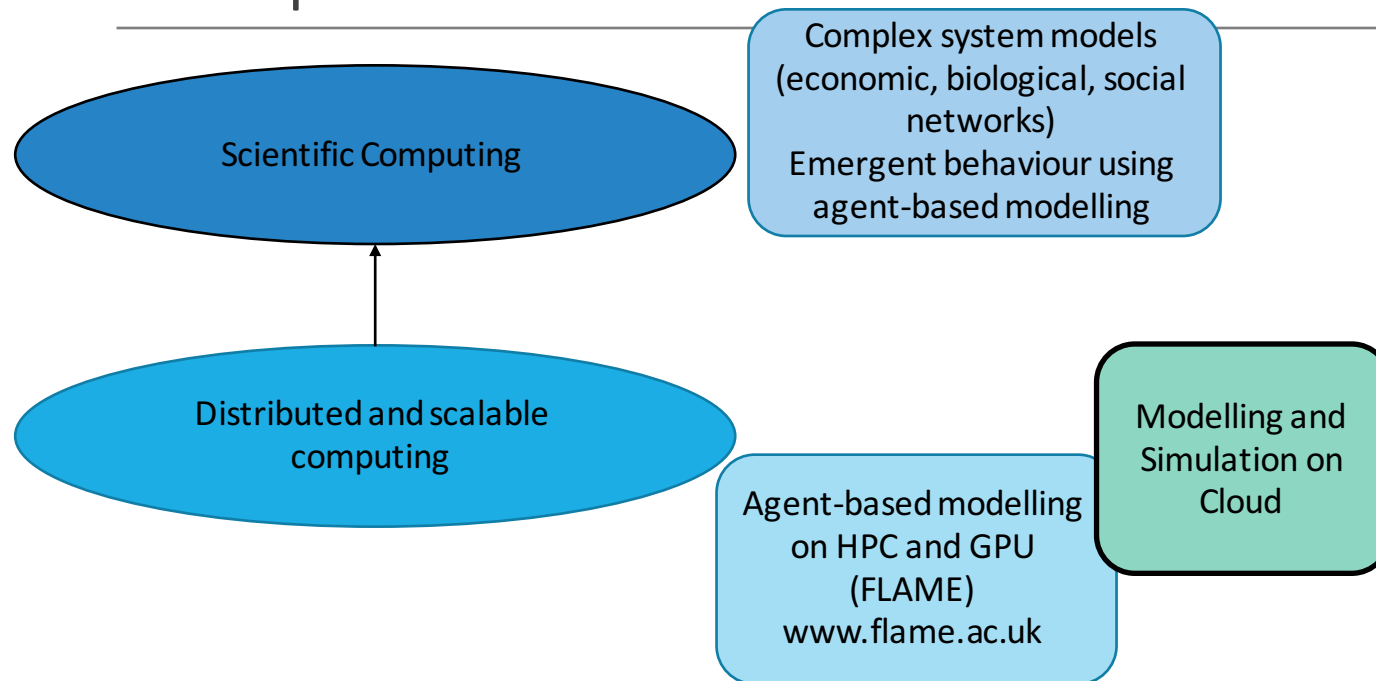 Complex system models
(economic, biological, social
networks)
Emergent behaviour using
agent-based modelling
Scientific Computing
Distributed and scalable
computing
Modelling and
Simulation on
Cloud
Agent-based modelling
on HPC and GPU
(FLAME)
www.flame.ac.uk